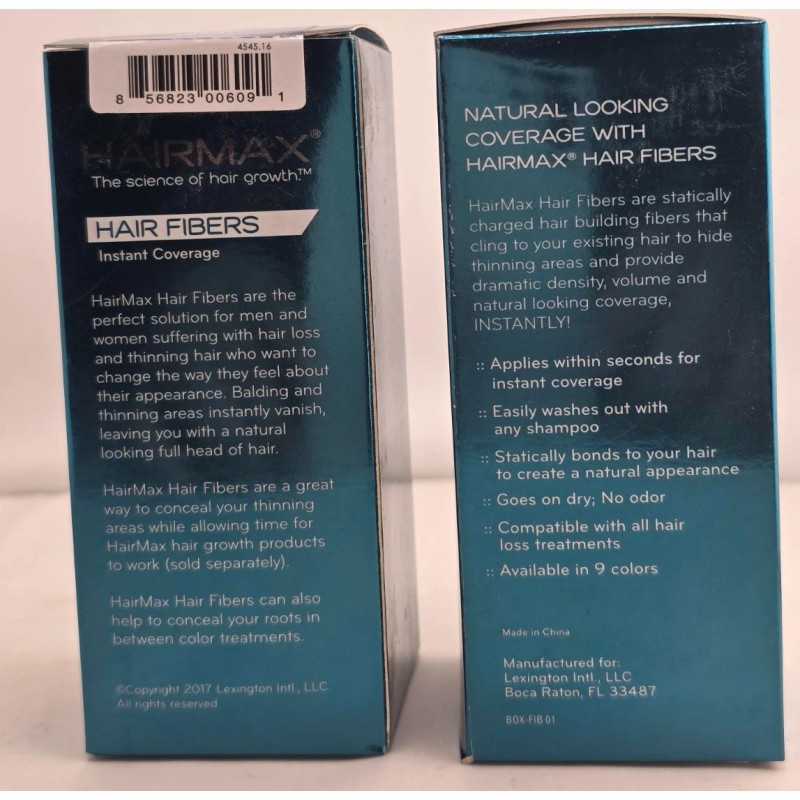 4545.16
8 56823 00609 1
HAIRMAX®
The science of hair growth.™
HAIR FIBERS
Instant Coverage
HairMax Hair Fibers are the
perfect solution for men and
women suffering with hair loss
and thinning hair who want to
change the way they feel about
their appearance. Balding and
thinning areas instantly vanish,
leaving you with a natural
looking full head of hair.
HairMax Hair Fibers are a great
way to conceal your thinning
areas while allowing time for
HairMax hair growth products
to work (sold separately).
HairMax Hair Fibers can also
help to conceal your roots in
between color treatments.
©Copyright 2017 Lexington Intl., LLC
All rights reserved.
NATURAL LOOKING
COVERAGE WITH
HAIRMAX® HAIR FIBERS
HairMax Hair Fibers are statically
charged hair building fibers that
cling to your existing hair to hide
thinning areas and provide
dramatic density, volume and
natural looking coverage,
INSTANTLY!
:: Applies within seconds for
instant coverage
:: Easily washes out with
any shampoo
:: Statically bonds to your hair
to create a natural appearance
:: Goes on dry; No odor
:: Compatible with all hair
loss treatments
:: Available in 9 colors
Made in China
Manufactured for:
Lexington Intl., LLC
Boca Raton, FL 33487
BOX-FIB 01